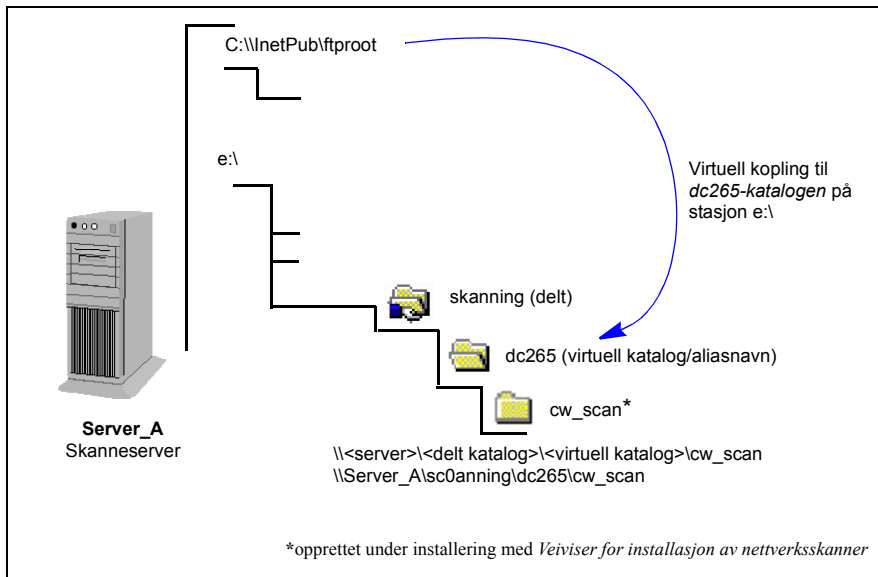 C:\\InetPub\ftproot
e:\
Virtuell kopling til
dc265-katalogen på
stasjon e:\
skanning (delt)
dc265 (virtuell katalog/aliasnavn)
cw_scan*
Server_A
Skanneserver
\\<server>\<delt katalog>\<virtuell katalog>\cw_scan
\\Server_A\sc0anning\dc265\cw_scan
*opprettet under installering med Veiviser for installasjon av nettverksskanner